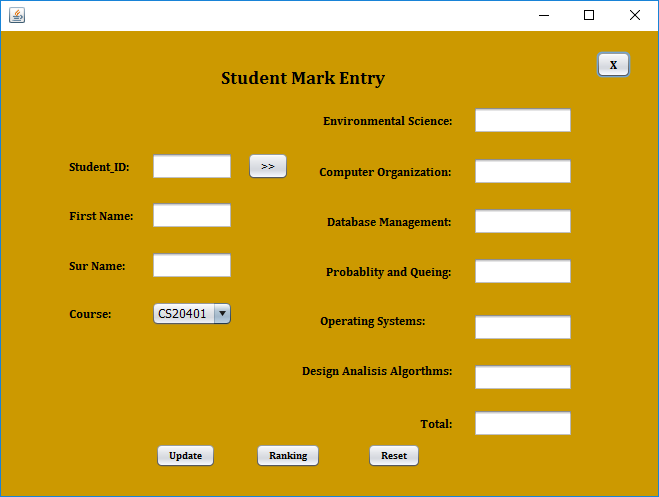 Student Mark Entry
X
Environmental Science:
Student_ID:
>>
Computer Organization:
First Name:
Database Management:
Sur Name:
Probablity and Queing:
Course:
CS20401
Operating Systems:
Design Analisis Algorthms:
Total:
Update
Ranking
Reset